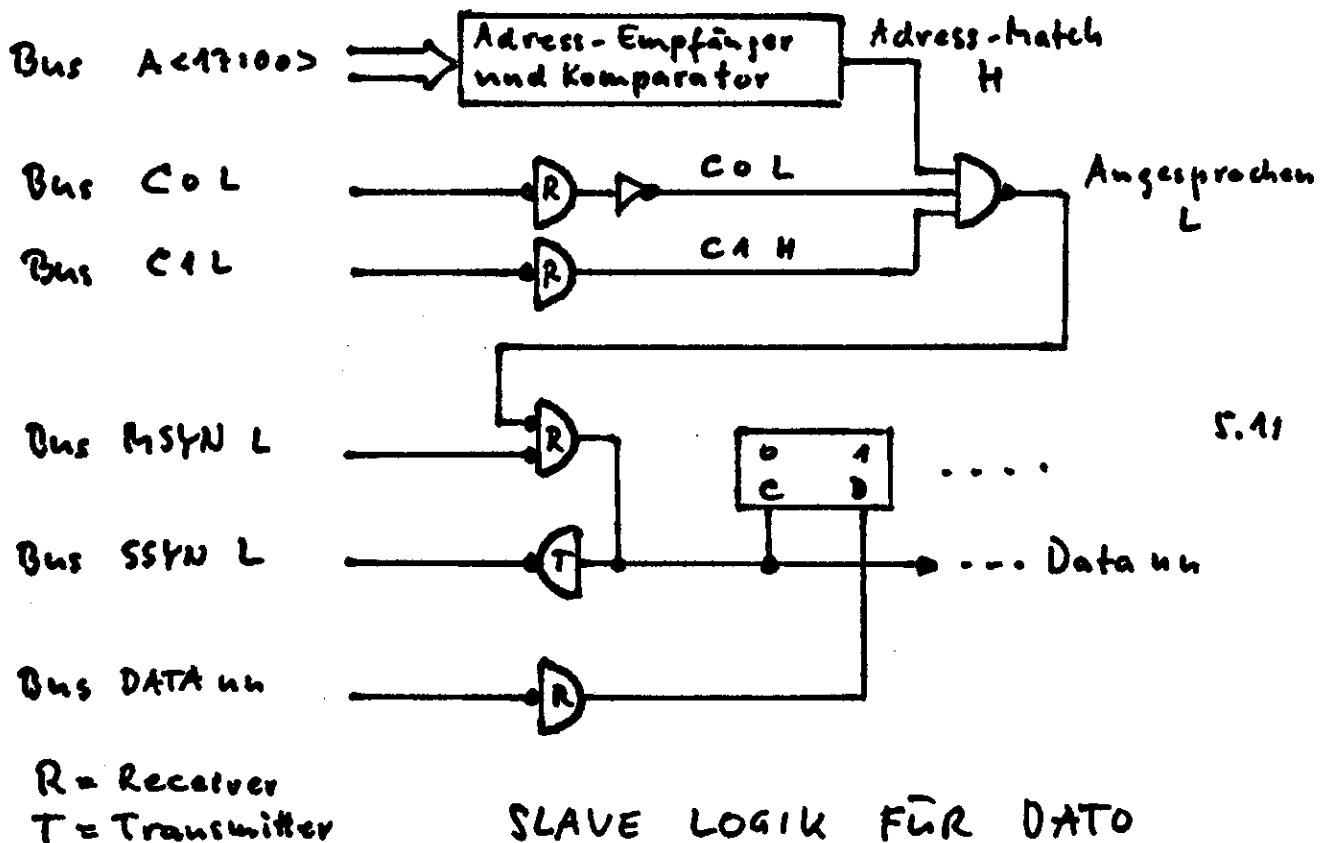 Bus A<17:00>
Adress-Empfänger
und Komparator
Adress-Match
H
Bus C0 L
R
C0 L
Angesprochen
L
Bus C1 L
R
C1 H
Bus MSYN L
R
0 1
C D
. . . .
5.11
Bus SSYN L
T
... Data nn
Bus DATA nn
R
R = Receiver
T = Transmitter
SLAVE LOGIK FÜR DATO